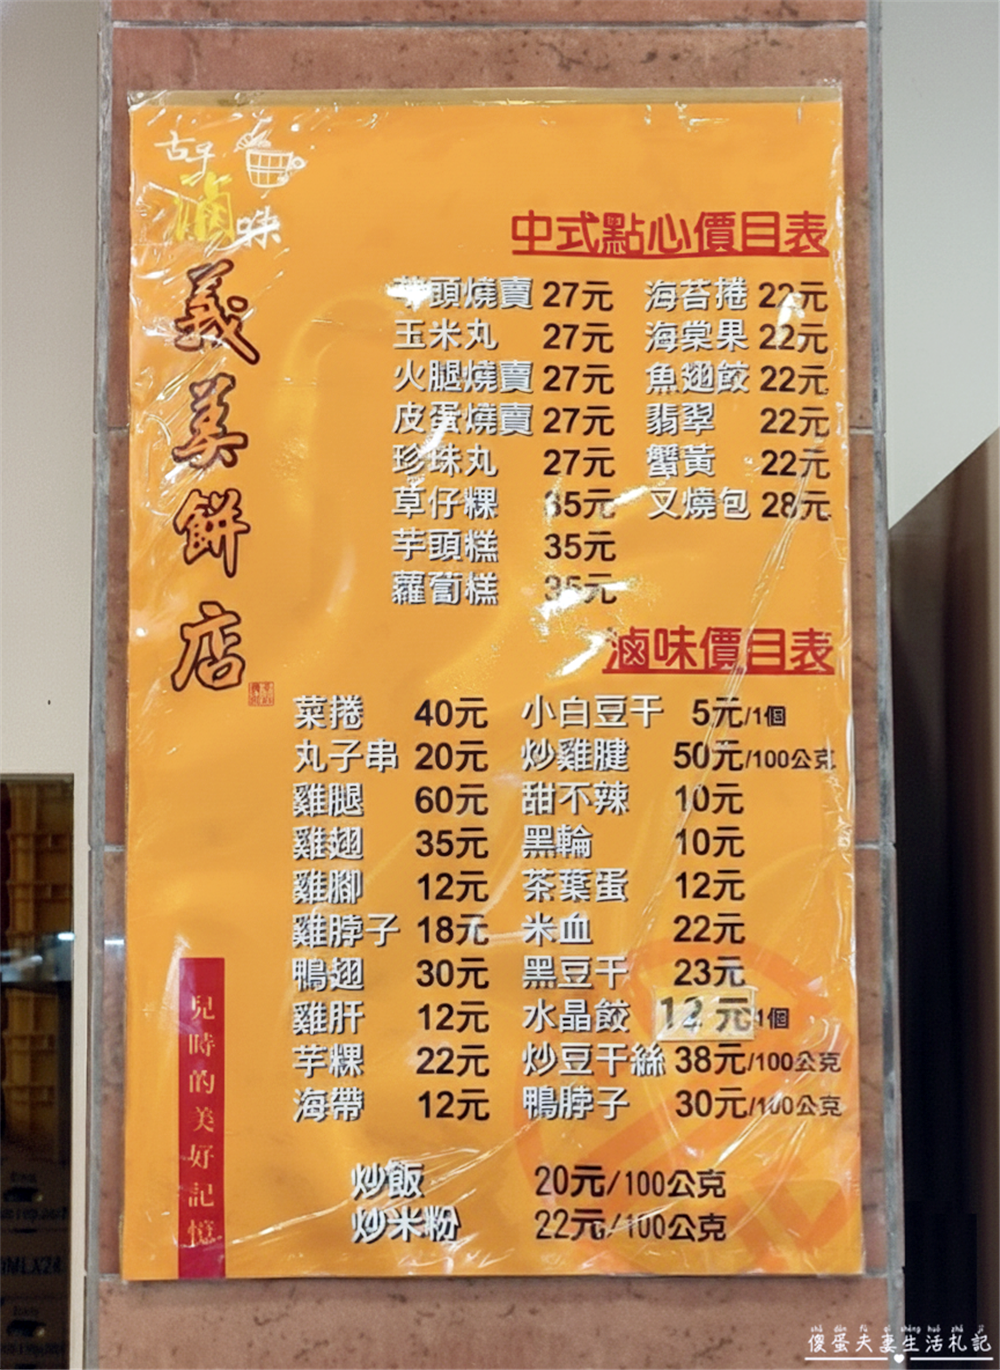 古早
滷味
義美餅店
兒時的美好記憶
中式點心價目表
芋頭燒賣 27元 海苔捲 22元
玉米丸 27元 海棠果 22元
火腿燒賣 27元 魚翅餃 22元
皮蛋燒賣 27元 翡翠 22元
珍珠丸 27元 蟹黃 22元
草仔粿 35元 叉燒包 28元
芋頭糕 35元
蘿蔔糕 35元
滷味價目表
菜捲 40元 小白豆干 5元/1個
丸子串 20元 炒雞腱 50元/100公克
雞腿 60元 甜不辣 10元
雞翅 35元 黑輪 10元
雞腳 12元 茶葉蛋 12元
雞脖子 18元 米血 22元
鴨翅 30元 黑豆干 23元
雞肝 12元 水晶餃 12元1個
芋粿 22元 炒豆干絲 38元/100公克
海帶 12元 鴨脖子 30元/100公克
炒飯 20元/100公克
炒米粉 22元/100公克
shǎ dàn fū qī shēng huó zhá jì
傻蛋夫妻生活札記